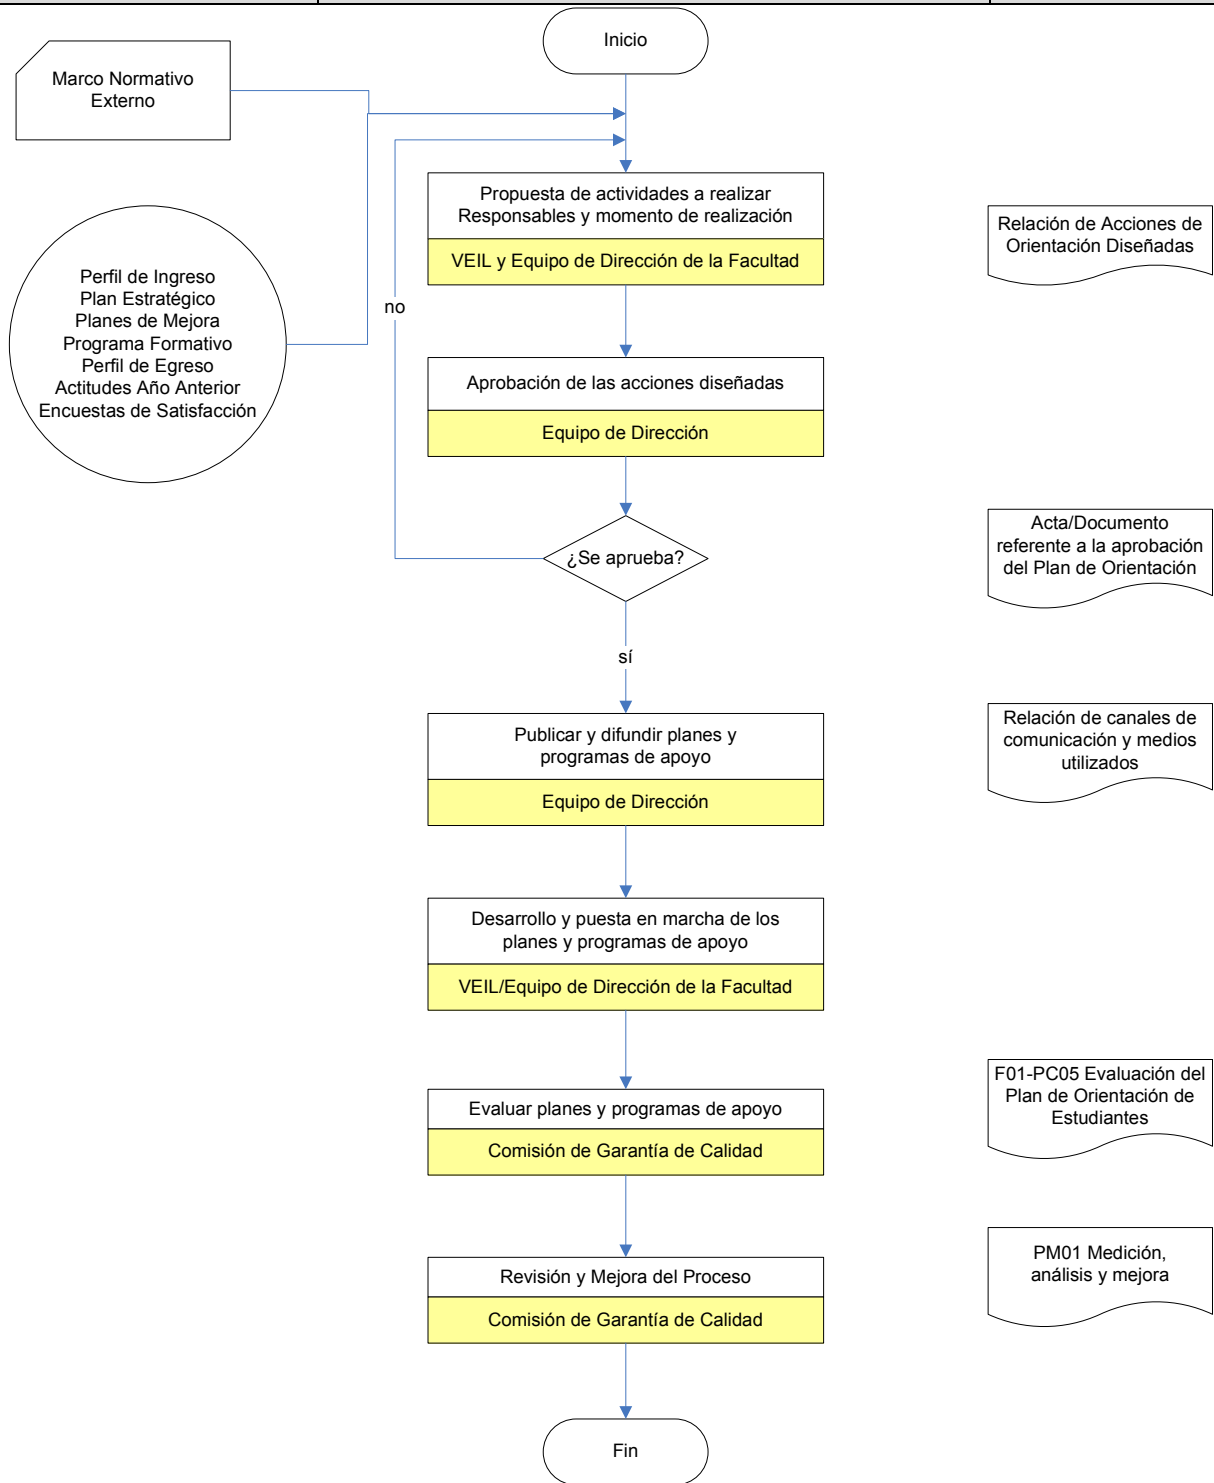 Inicio
Marco Normativo
Externo
Propuesta de actividades a realizar
Responsables y momento de realización
VEIL y Equipo de Dirección de la Facultad
Relación de Acciones de
Orientación Diseñadas
Perfil de Ingreso
Plan Estratégico
Planes de Mejora
Programa Formativo
Perfil de Egreso
Actitudes Año Anterior
Encuestas de Satisfacción
no
Aprobación de las acciones diseñadas
Equipo de Dirección
¿Se aprueba?
Acta/Documento
referente a la aprobación
del Plan de Orientación
sí
Publicar y difundir planes y
programas de apoyo
Equipo de Dirección
Relación de canales de
comunicación y medios
utilizados
Desarrollo y puesta en marcha de los
planes y programas de apoyo
VEIL/Equipo de Dirección de la Facultad
Evaluar planes y programas de apoyo
Comisión de Garantía de Calidad
F01-PC05 Evaluación del
Plan de Orientación de
Estudiantes
Revisión y Mejora del Proceso
Comisión de Garantía de Calidad
PM01 Medición,
análisis y mejora
Fin